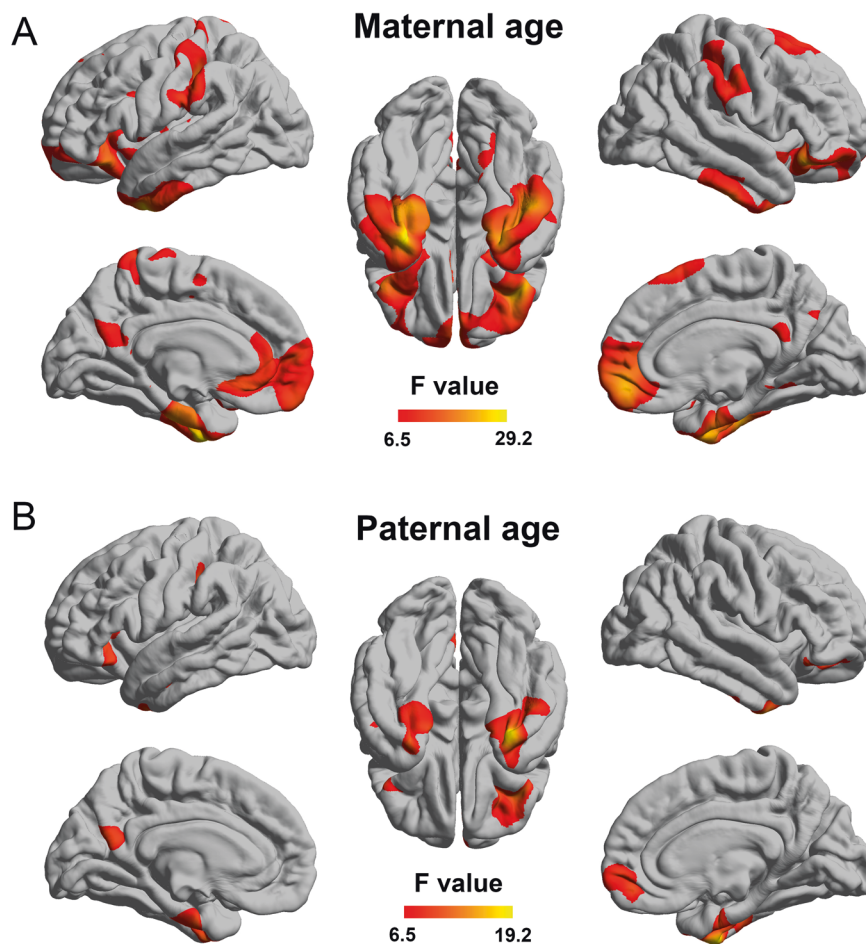 A
Maternal age
F value
6.5 29.2
B
Paternal age
F value
6.5 19.2